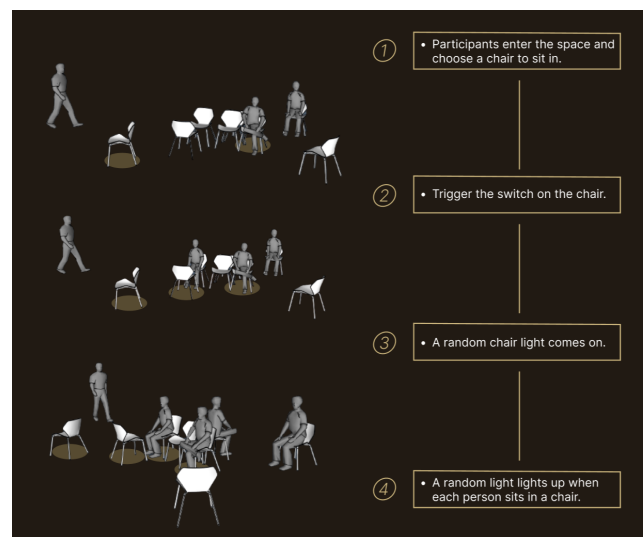 1
• Participants enter the space and
choose a chair to sit in.
2
• Trigger the switch on the chair.
3
• A random chair light comes on.
4
• A random light lights up when
each person sits in a chair.